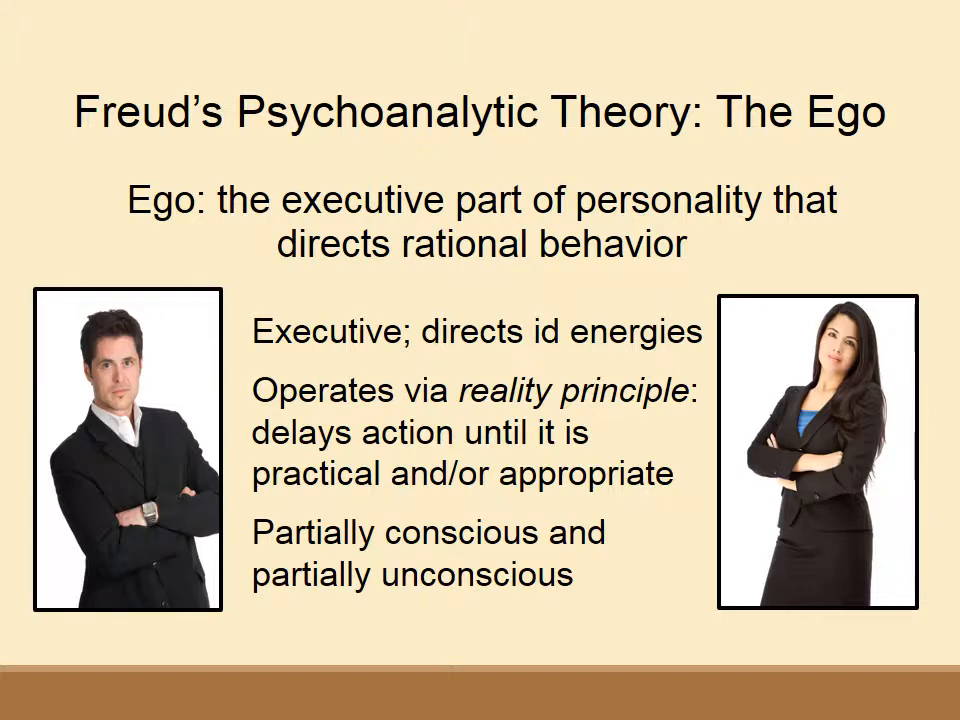 Freud’s Psychoanalytic Theory: The Ego
Ego: the executive part of personality that
directs rational behavior
Executive; directs id energies
Operates via reality principle:
delays action until it is
practical and/or appropriate
Partially conscious and
partially unconscious